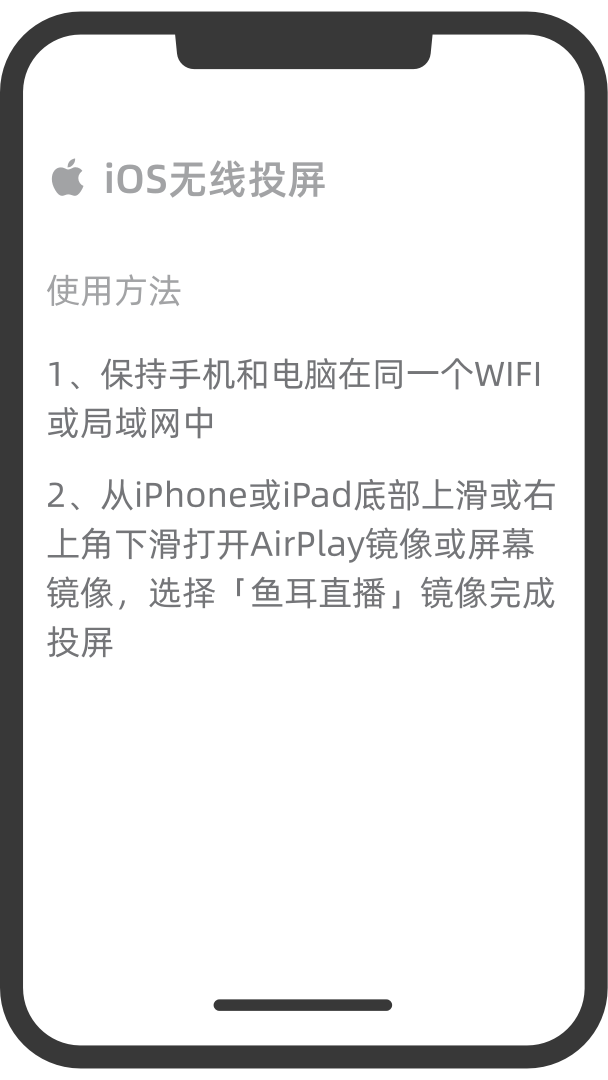 iOS无线投屏
使用方法
1、保持手机和电脑在同一个WIFI
或局域网中
2、从iPhone或iPad底部上滑或右
上角下滑打开AirPlay镜像或屏幕
镜像，选择「鱼耳直播」镜像完成
投屏